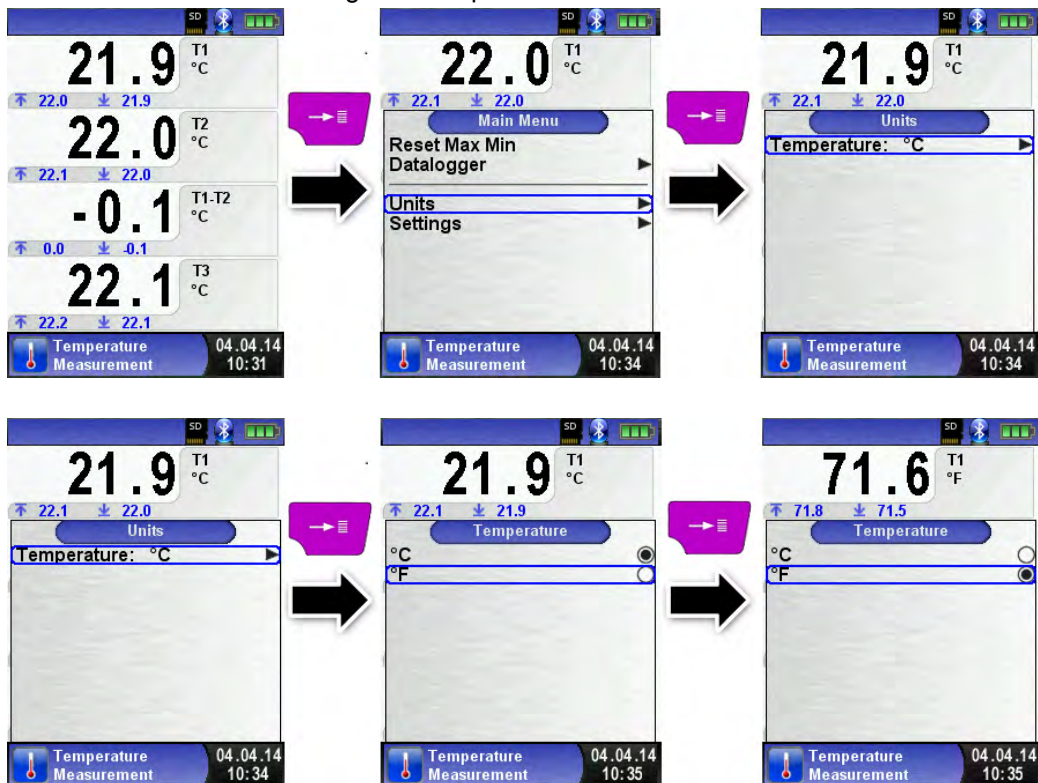 SD
21.9 T1
°C
22.0 21.9
22.0 T2
°C
22.1 22.0
-0.1 T1-T2
°C
0.0 -0.1
22.1 T3
°C
22.2 22.1
Temperature
Measurement
04.04.14
10:31
SD
22.0 T1
°C
22.1 22.0
Main Menu
Reset Max Min
Datalogger
Units
Settings
Temperature
Measurement
04.04.14
10:34
SD
21.9 T1
°C
22.1 22.0
Units
Temperature: °C
Temperature
Measurement
04.04.14
10:34
SD
21.9 T1
°C
22.1 22.0
Units
Temperature: °C
Temperature
Measurement
04.04.14
10:34
SD
21.9 T1
°C
22.1 21.9
Temperature
°C
°F
Temperature
Measurement
04.04.14
10:35
SD
71.6 T1
°F
71.8 71.5
Temperature
°C
°F
Temperature
Measurement
04.04.14
10:35